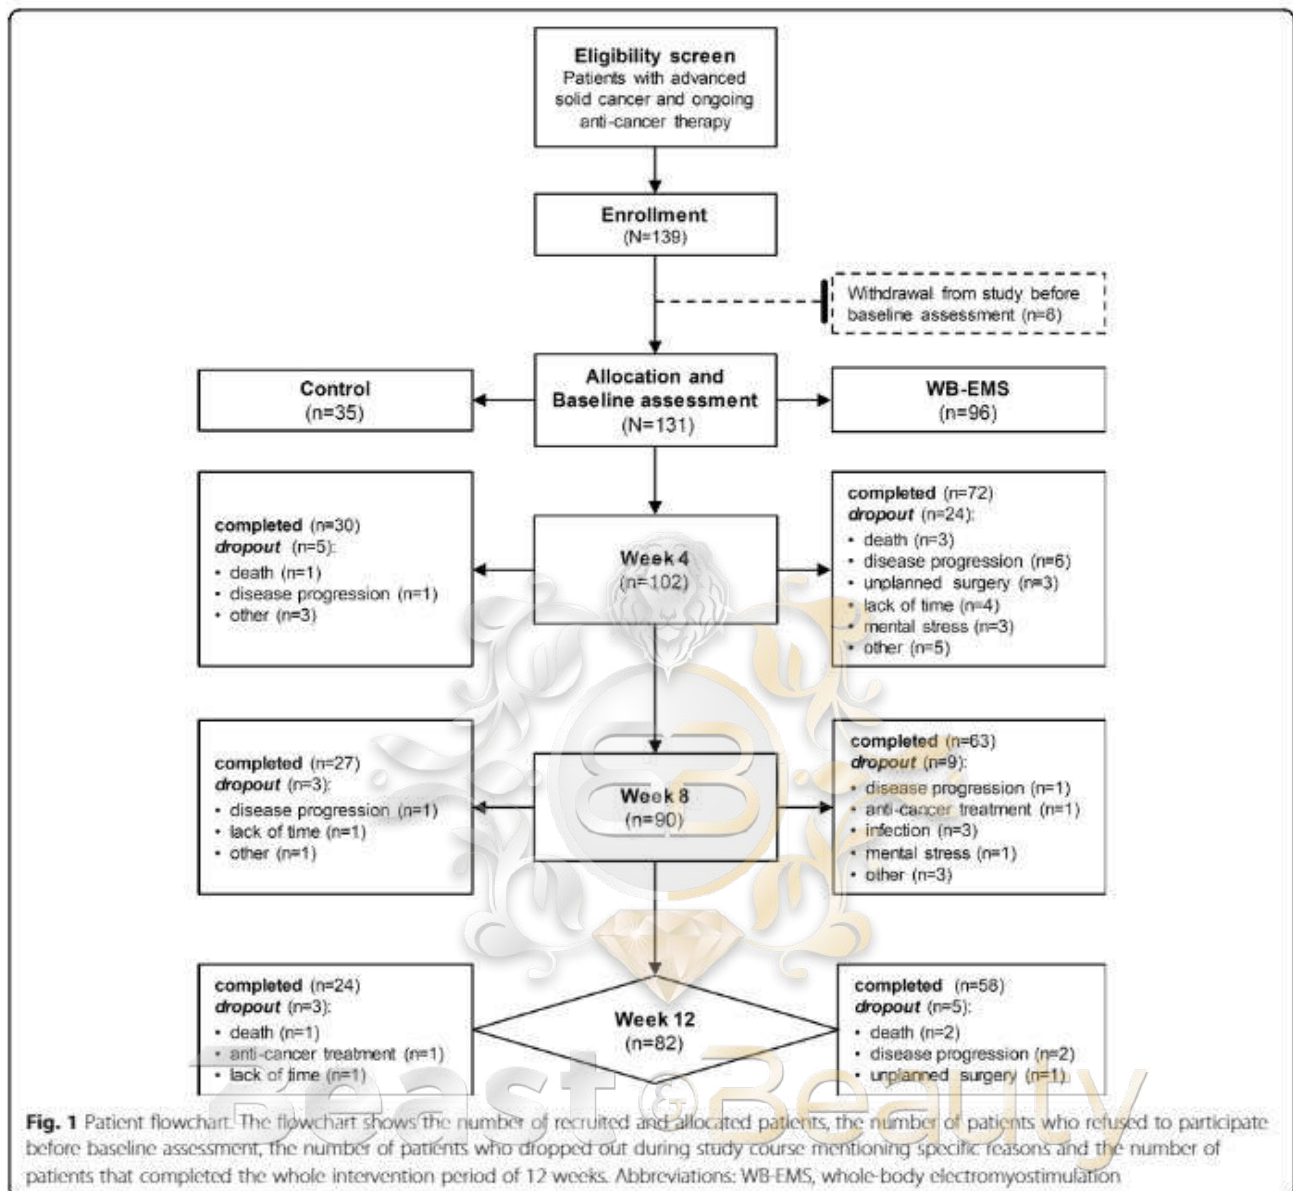 Eligibility screen
Patients with advanced
solid cancer and ongoing
anti-cancer therapy
Enrollment
(N=139)
Withdrawal from study before
baseline assessment (n=8)
Control
(n=35)
Allocation and
Baseline assessment
(N=131)
WB-EMS
(n=96)
completed (n=30)
dropout (n=5):
• death (n=1)
• disease progression (n=1)
• other (n=3)
Week 4
(n=102)
completed (n=72)
dropout (n=24):
• death (n=3)
• disease progression (n=6)
• unplanned surgery (n=3)
• lack of time (n=4)
• mental stress (n=3)
• other (n=5)
completed (n=27)
dropout (n=3):
• disease progression (n=1)
• lack of time (n=1)
• other (n=1)
Week 8
(n=90)
completed (n=63)
dropout (n=9):
• disease progression (n=1)
• anti-cancer treatment (n=1)
• infection (n=3)
• mental stress (n=1)
• other (n=3)
completed (n=24)
dropout (n=3):
• death (n=1)
• anti-cancer treatment (n=1)
• lack of time (n=1)
Week 12
(n=82)
completed (n=58)
dropout (n=5):
• death (n=2)
• disease progression (n=2)
• unplanned surgery (n=1)
Beast & Beauty
Fig. 1 Patient flowchart. The flowchart shows the number of recruited and allocated patients, the number of patients who refused to participate
before baseline assessment, the number of patients who dropped out during study course mentioning specific reasons and the number of
patients that completed the whole intervention period of 12 weeks. Abbreviations: WB-EMS, whole-body electromyostimulation